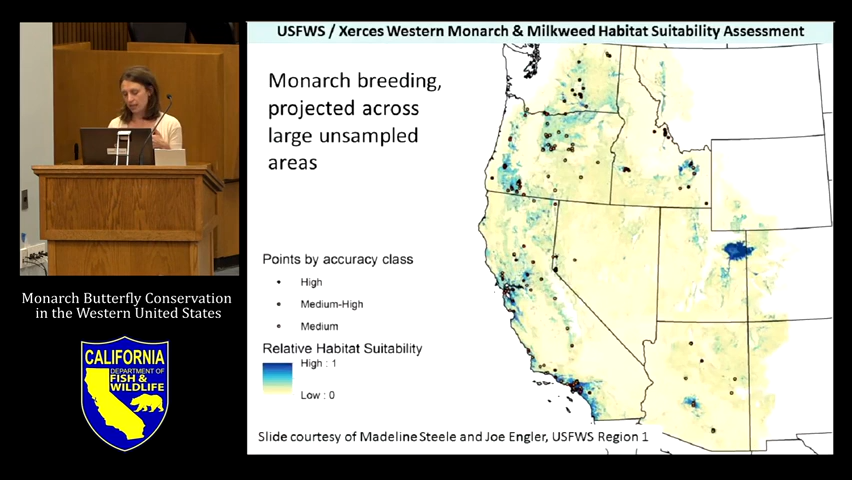 USFWS / Xerces Western Monarch & Milkweed Habitat Suitability Assessment
Monarch breeding,
projected across
large unsampled
areas
Points by accuracy class
High
Medium-High
Medium
Relative Habitat Suitability
High : 1
Low : 0
Slide courtesy of Madeline Steele and Joe Engler, USFWS Region 1
Monarch Butterfly Conservation
in the Western United States
CALIFORNIA
DEPARTMENT OF
FISH &
WILDLIFE